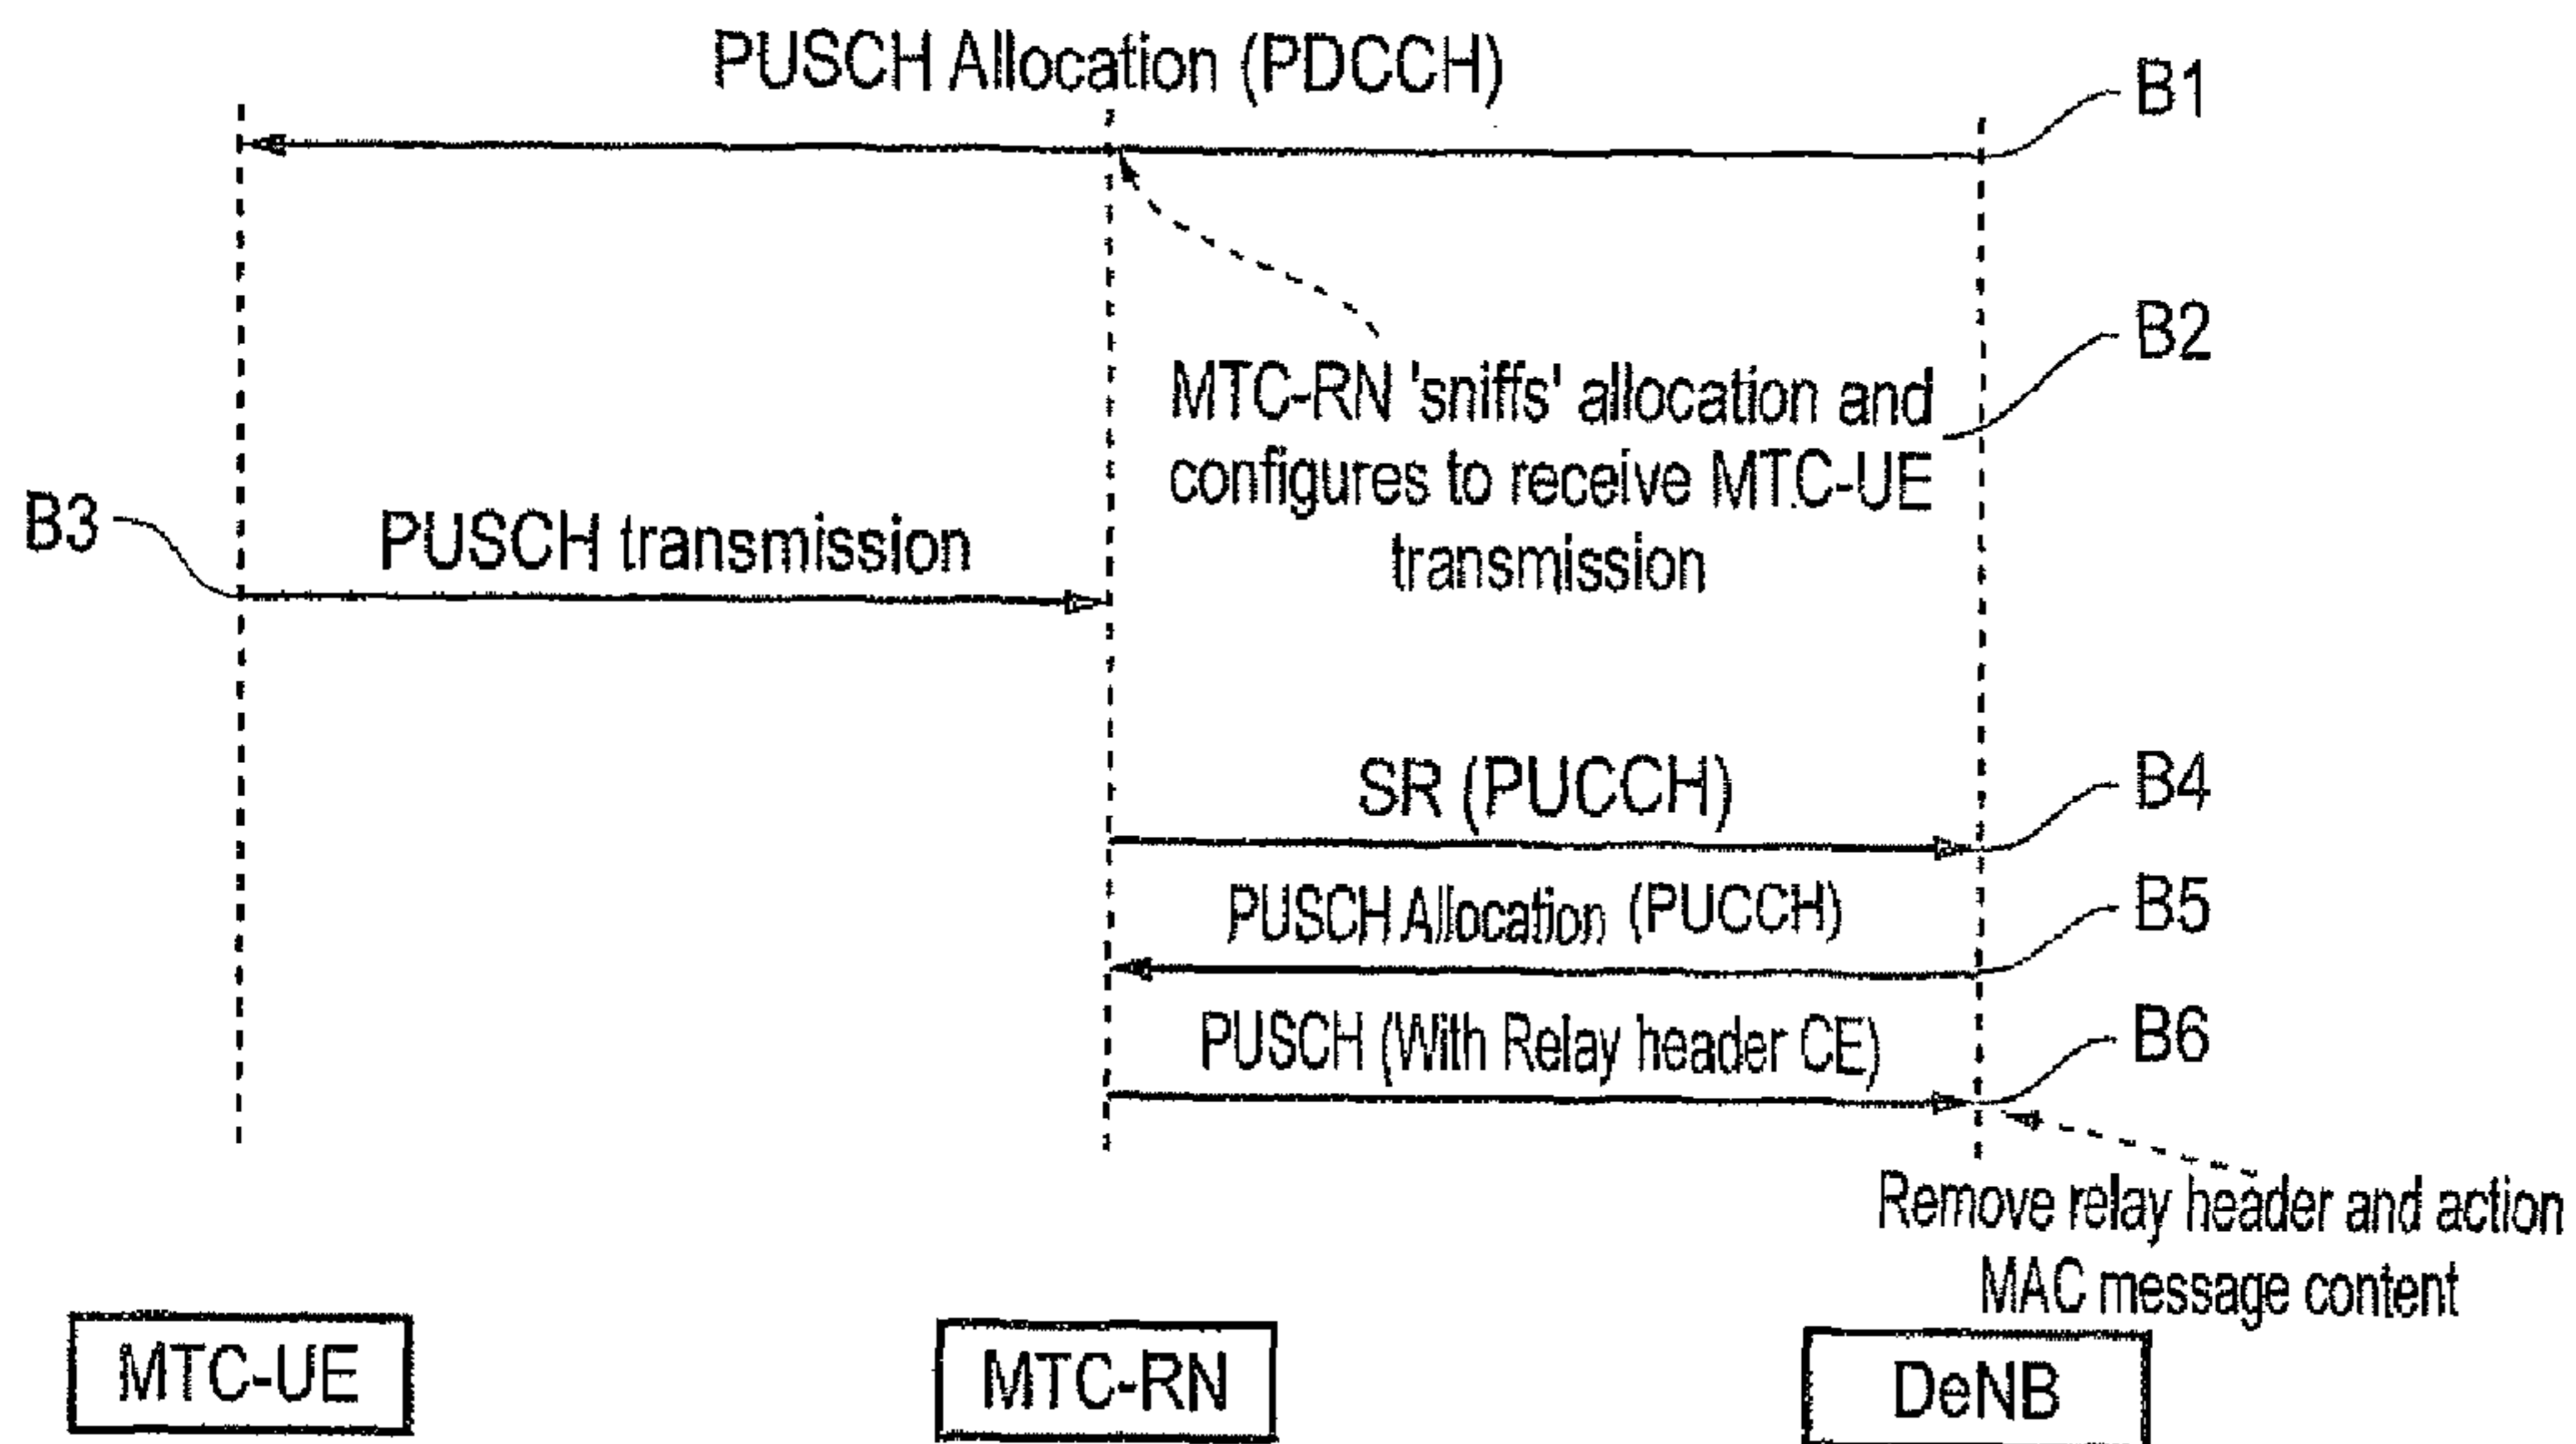 PUSCH Allocation (PDCCH)
B1
B2
MTC-RN 'sniffs' allocation and
configures to receive MTC-UE
transmission
B3
PUSCH transmission
SR (PUCCH)
B4
PUSCH Allocation (PUCCH)
B5
PUSCH (With Relay header CE)
B6
Remove relay header and action
MAC message content
MTC-UE
MTC-RN
DeNB